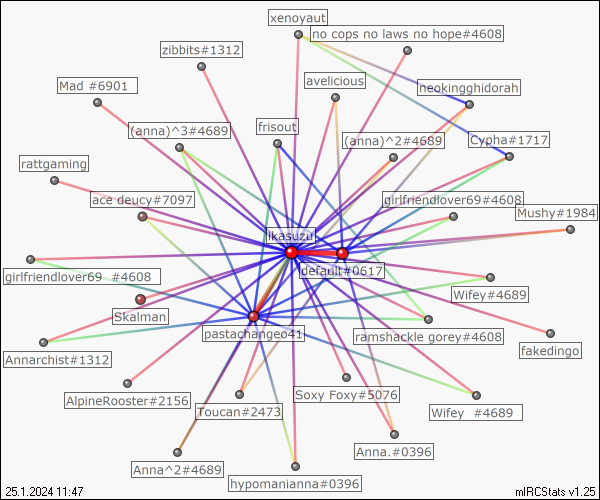 xenoyaut
no cops no laws no hope#4608
zibbits#1312
avelicious
Mad #6901
neokingghidorah
(anna)^3#4689
frisout
(anna)^2#4689
Cypha#1717
rattgaming
ace deucy#7097
girlfriendlover69#4608
Mushy#1984
ikasuzu
default#0617
girlfriendlover69 #4608
Wifey#4689
Skalman
pastachangeo41
ramshackle gorey#4608
fakedingo
Annarchist#1312
AlpineRooster#2156
Toucan#2473
Soxy Foxy#5076
Wifey #4689
Anna^2#4689
hypomanianna#0396
Anna.#0396
25.1.2024 11:47
mIRCStats v1.25